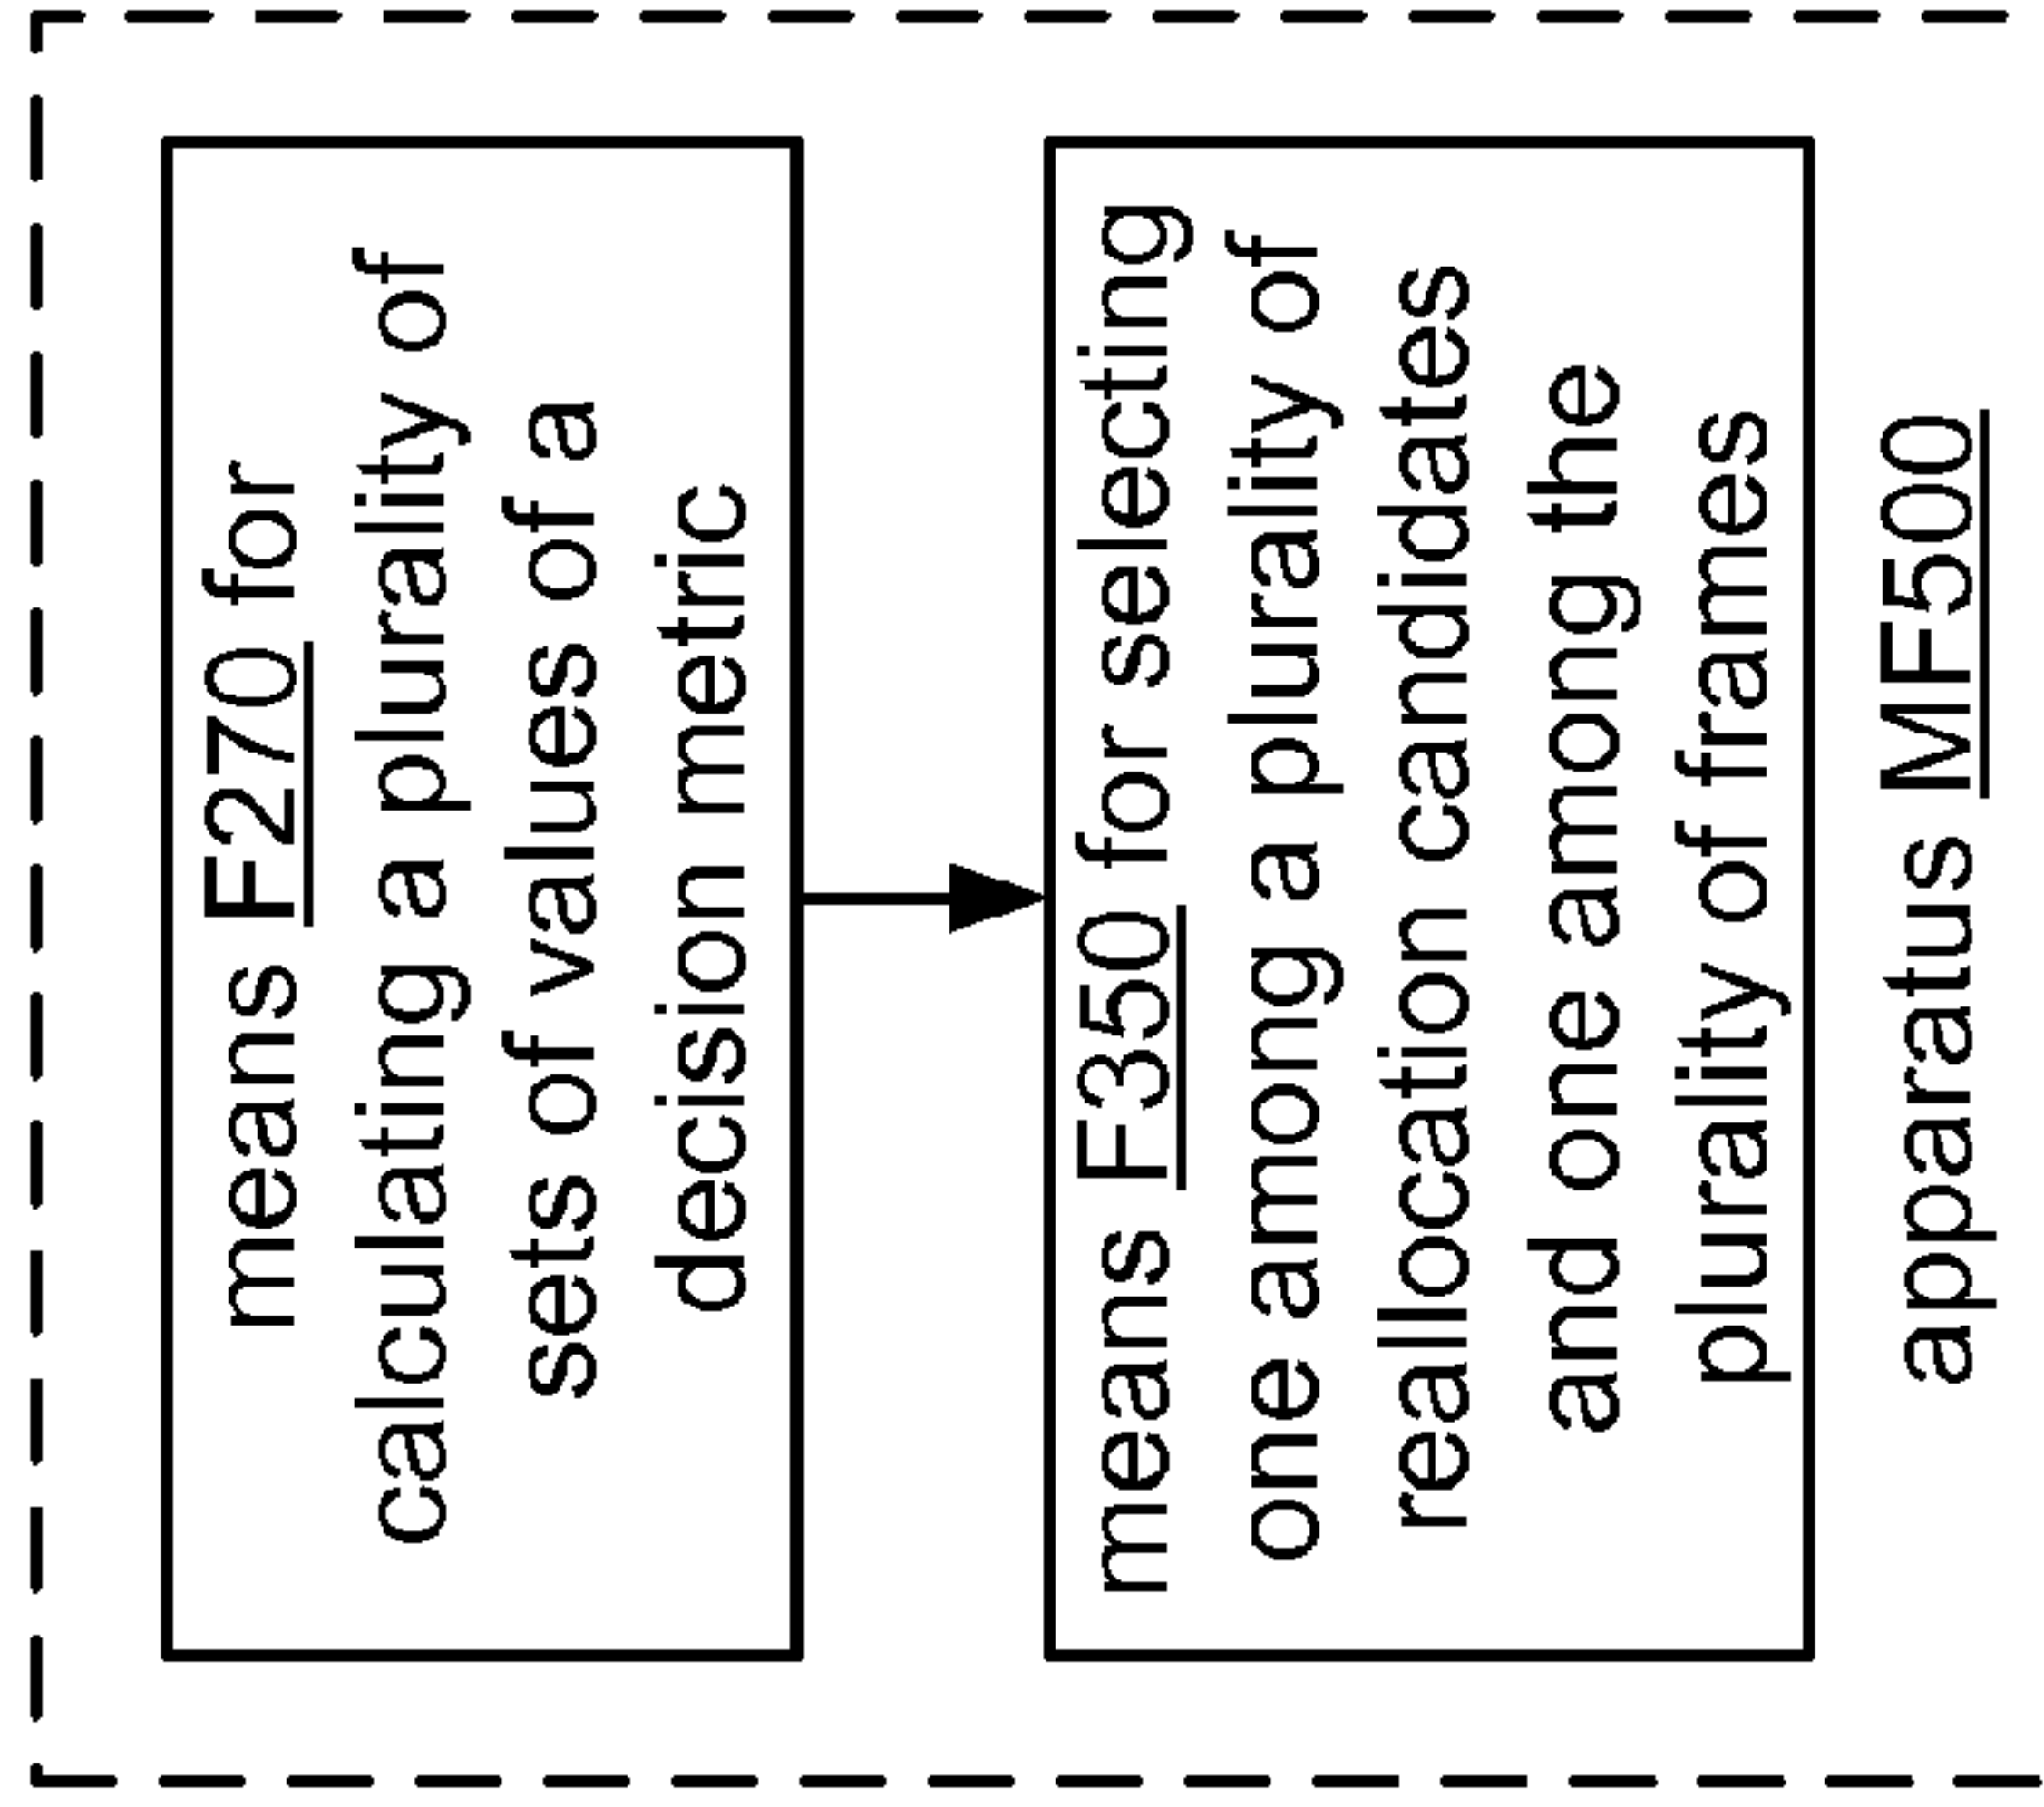 means F270 for
calculating a plurality of
sets of values of a
decision metric
means F350 for selecting
one among a plurality of
reallocation candidates
and one among the
plurality of frames
apparatus MF500